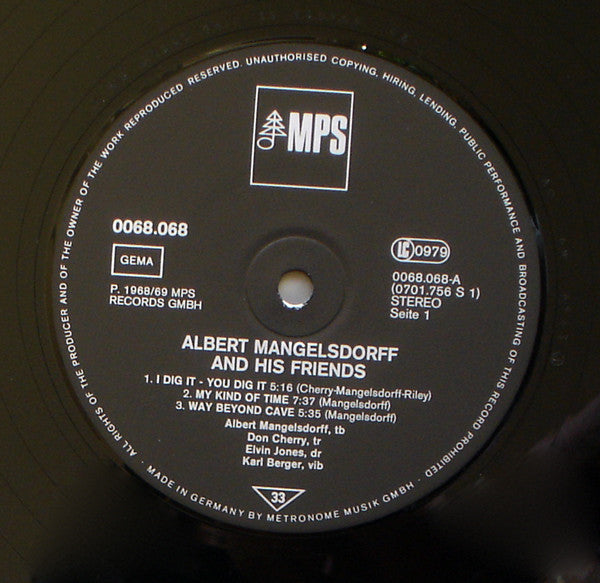 ALL RIGHTS OF THE PRODUCER AND OF THE OWNER OF THE WORK REPRODUCED RESERVED. UNAUTHORISED COPYING, HIRING, LENDING, PUBLIC PERFORMANCE AND BROADCASTING OF THIS RECORD PROHIBITED
MPS
0068.068
GEMA
P. 1968/69 MPS
RECORDS GMBH
LC 0979
0068.068-A
(0701.756 S 1)
STEREO
Seite 1
ALBERT MANGELSDORFF
AND HIS FRIENDS
1. I DIG IT - YOU DIG IT 5:16 (Cherry-Mangelsdorff-Riley)
2. MY KIND OF TIME 7:37 (Mangelsdorff)
3. WAY BEYOND CAVE 5:35 (Mangelsdorff)
Albert Mangelsdorff, tb
Don Cherry, tr
Elvin Jones, dr
Karl Berger, vib
33
· MADE IN GERMANY BY METRONOME MUSIK GMBH ·